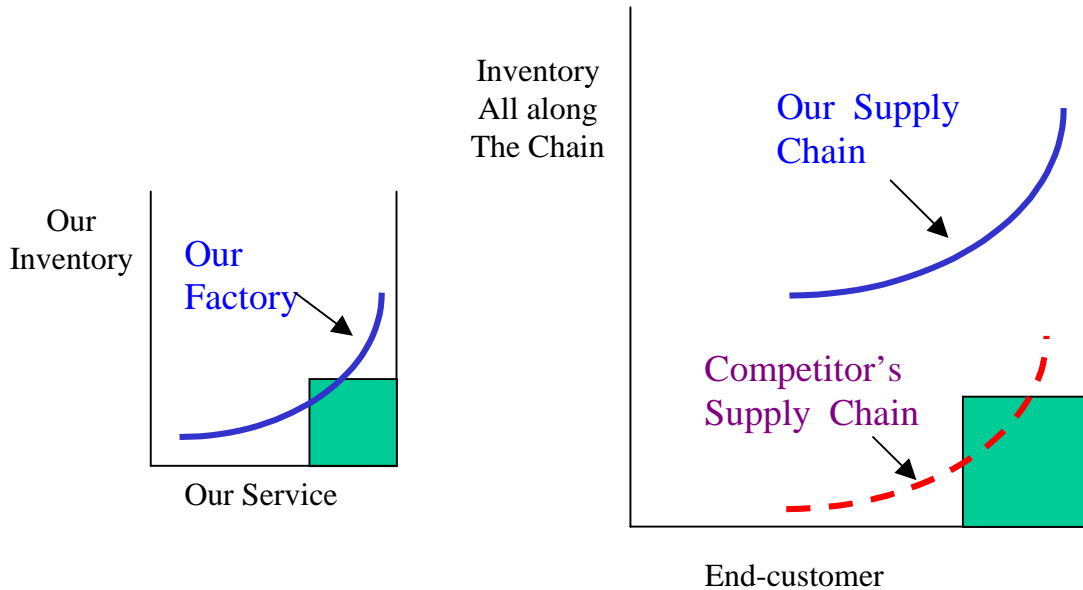 Our
Inventory
Our
Factory
Our Service
Inventory
All along
The Chain
Our Supply
Chain
Competitor’s
Supply Chain
End-customer